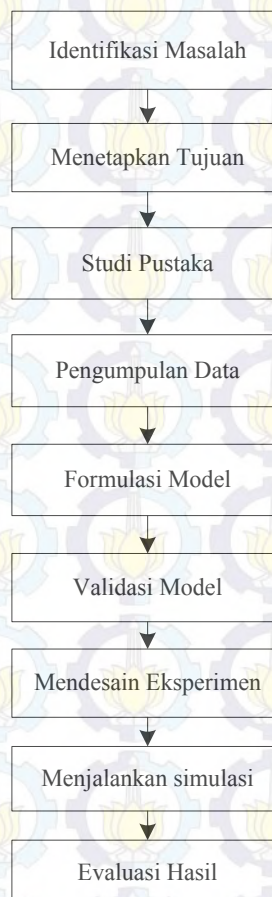 Identifikasi Masalah
Menetapkan Tujuan
Studi Pustaka
Pengumpulan Data
Formulasi Model
Validasi Model
Mendesain Eksperimen
Menjalankan simulasi
Evaluasi Hasil